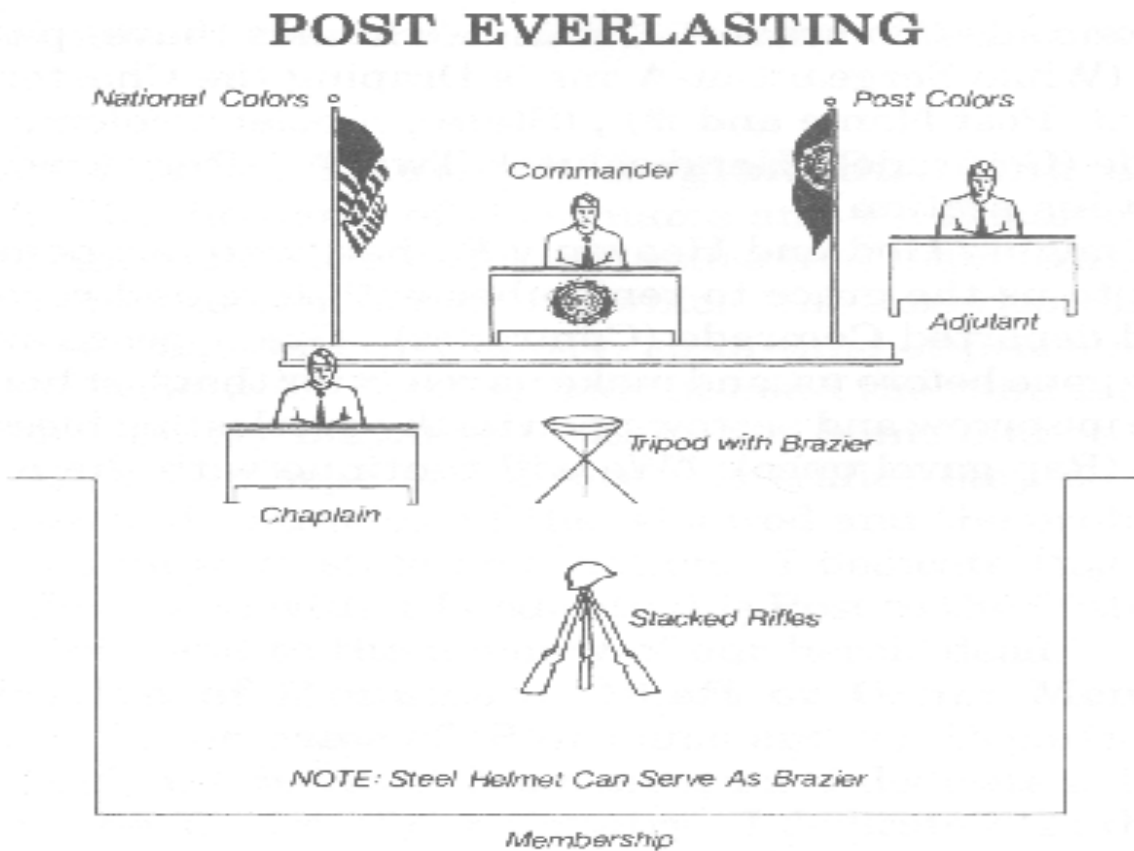 POST EVERLASTING
National Colors
Post Colors
Commander
Adjutant
Tripod with Brazier
Chaplain
Stacked Rifles
NOTE: Steel Helmet Can Serve As Brazier
Membership